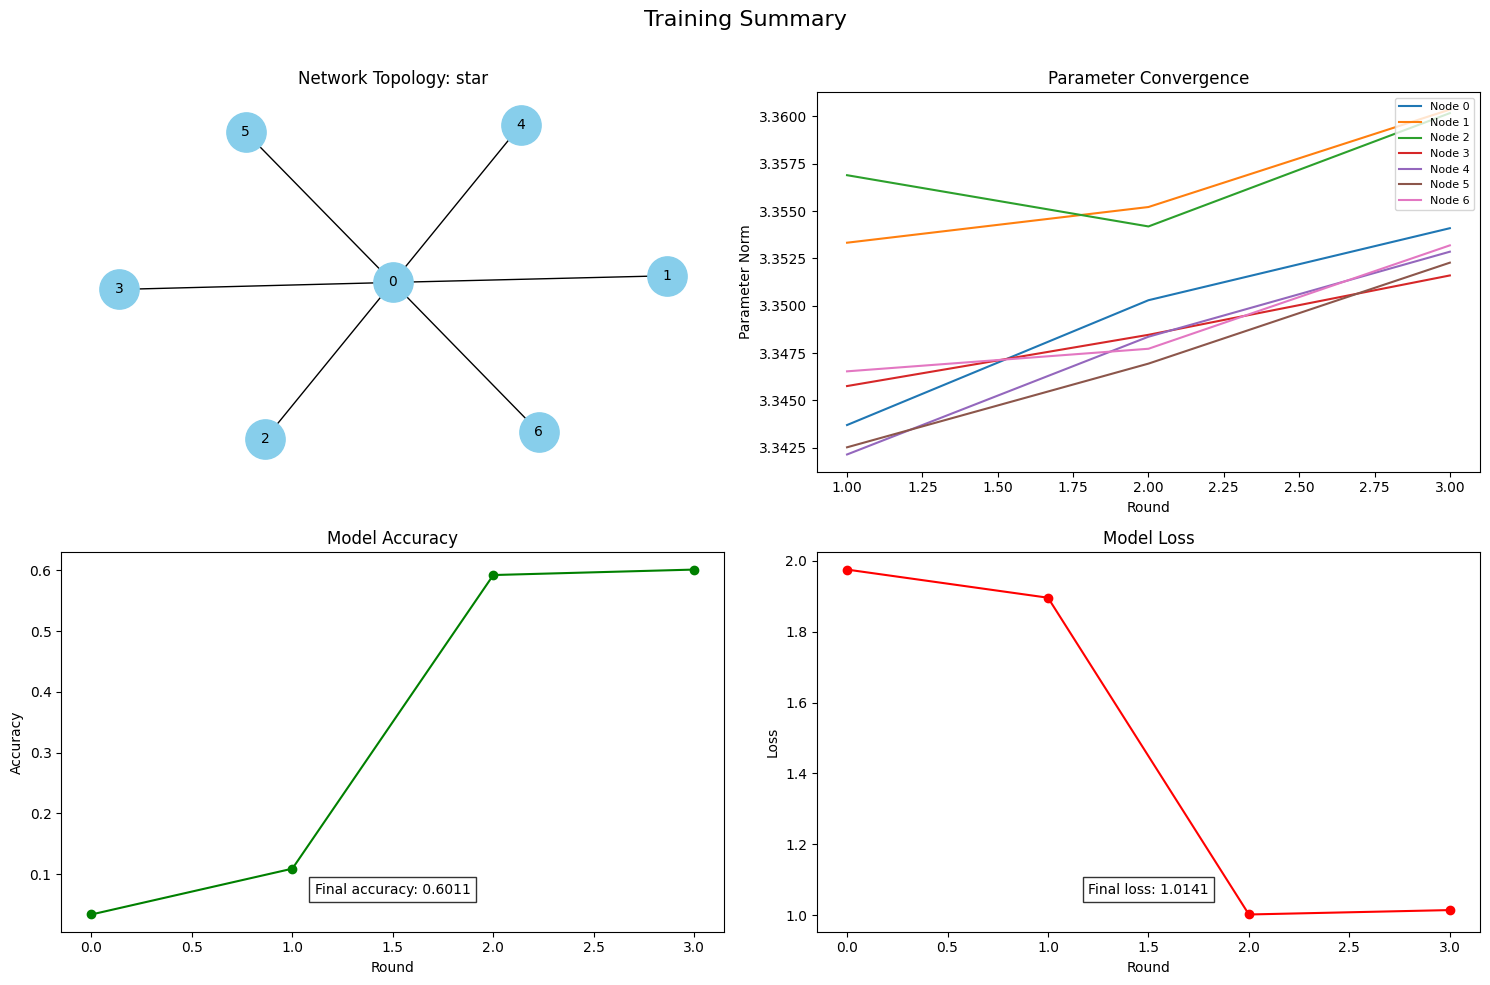 Training Summary
Network Topology: star
5
4
3
0
1
2
6
Parameter Convergence
Parameter Norm
3.3600
3.3575
3.3550
3.3525
3.3500
3.3475
3.3450
3.3425
Node 0
Node 1
Node 2
Node 3
Node 4
Node 5
Node 6
1.00 1.25 1.50 1.75 2.00 2.25 2.50 2.75 3.00
Round
Model Accuracy
Accuracy
0.6
0.5
0.4
0.3
0.2
0.1
Final accuracy: 0.6011
0.0 0.5 1.0 1.5 2.0 2.5 3.0
Round
Model Loss
Loss
2.0
1.8
1.6
1.4
1.2
1.0
Final loss: 1.0141
0.0 0.5 1.0 1.5 2.0 2.5 3.0
Round